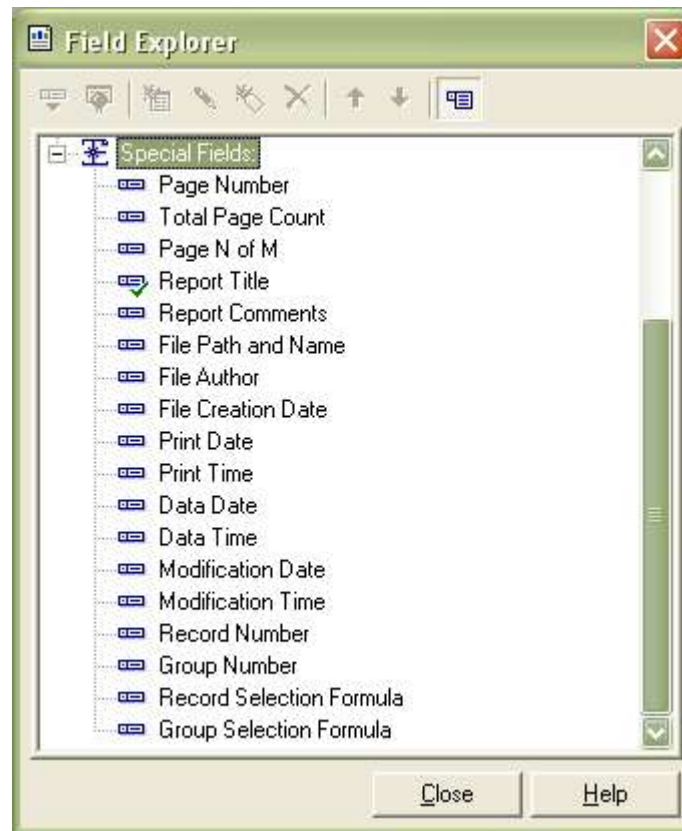 Field Explorer
Special Fields:
Page Number
Total Page Count
Page N of M
Report Title
Report Comments
File Path and Name
File Author
File Creation Date
Print Date
Print Time
Data Date
Data Time
Modification Date
Modification Time
Record Number
Group Number
Record Selection Formula
Group Selection Formula
Close Help